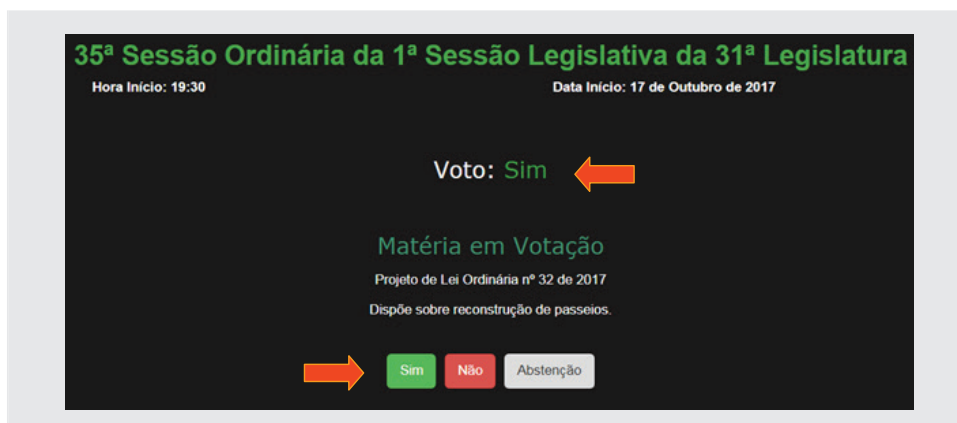 35ª Sessão Ordinária da 1ª Sessão Legislativa da 31ª Legislatura
Hora Início: 19:30 Data Início: 17 de Outubro de 2017
Voto: Sim
Matéria em Votação
Projeto de Lei Ordinária nº 32 de 2017
Dispõe sobre reconstrução de passeios.
Sim Não Abstenção